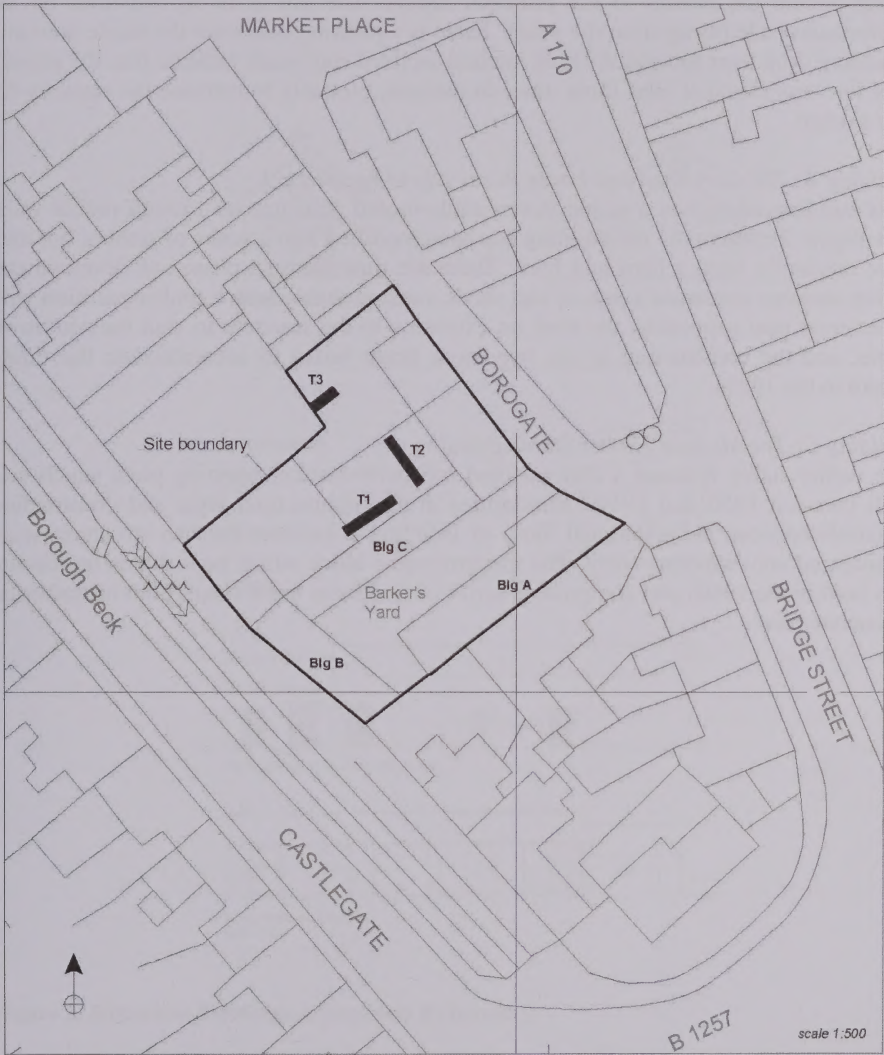 MARKET PLACE
A 170
T3
BOROGATE
T2
Site boundary
T1
Borough Beck
Blg C
Blg A
Barker's
Yard
BRIDGE STREET
Blg B
CASTLEGATE
B 1257
scale 1:500